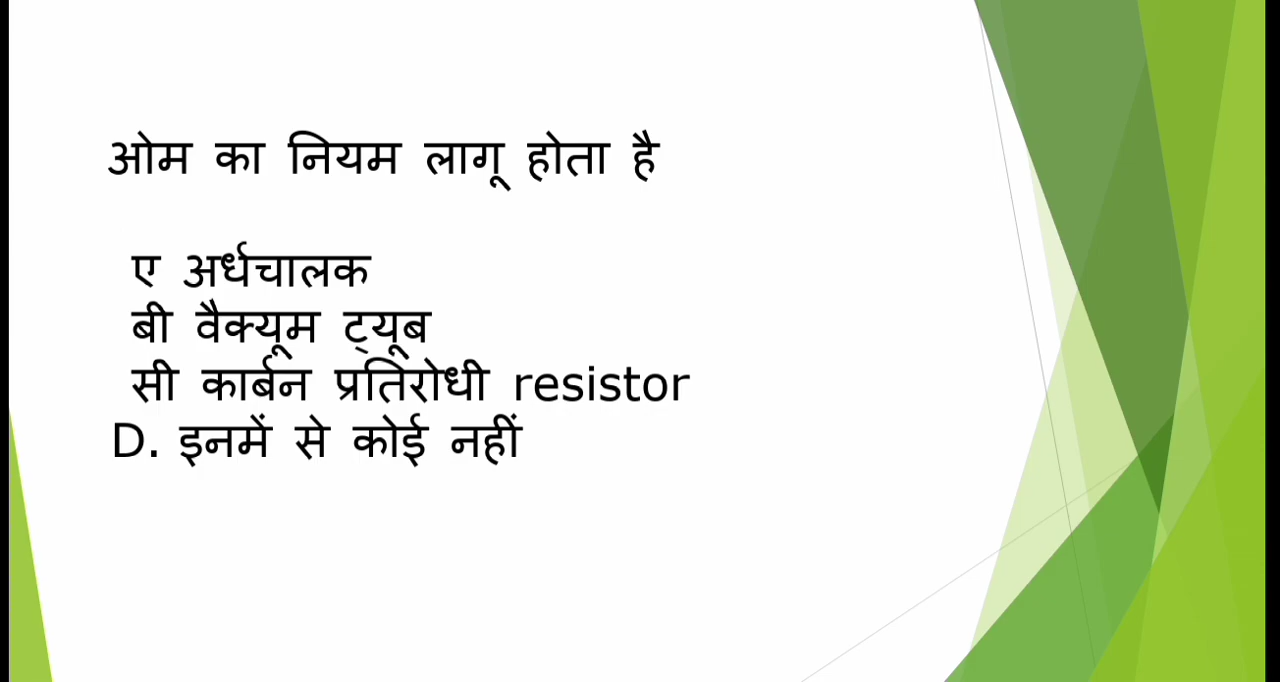 ओम का नियम लागू होता है
ए अर्धचालक
बी वैक्यूम ट्यूब
सी कार्बन प्रतिरोधी resistor
D. इनमें से कोई नहीं